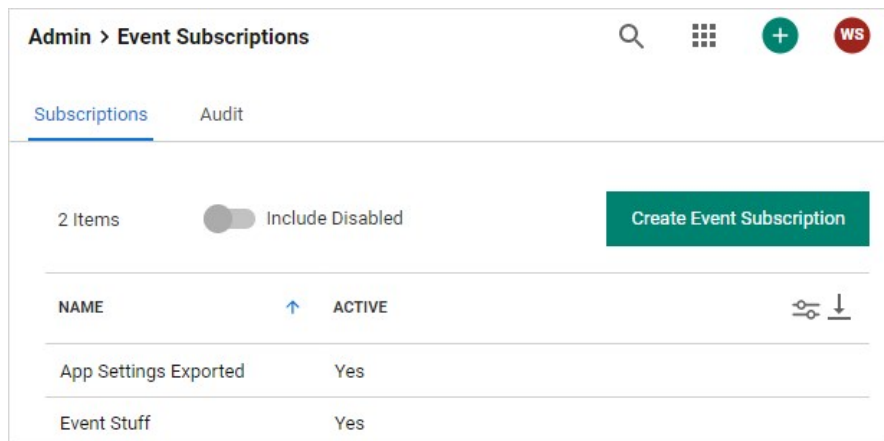 Admin > Event Subscriptions
WS
Subscriptions Audit
2 Items Include Disabled Create Event Subscription
NAME ACTIVE
App Settings Exported Yes
Event Stuff Yes